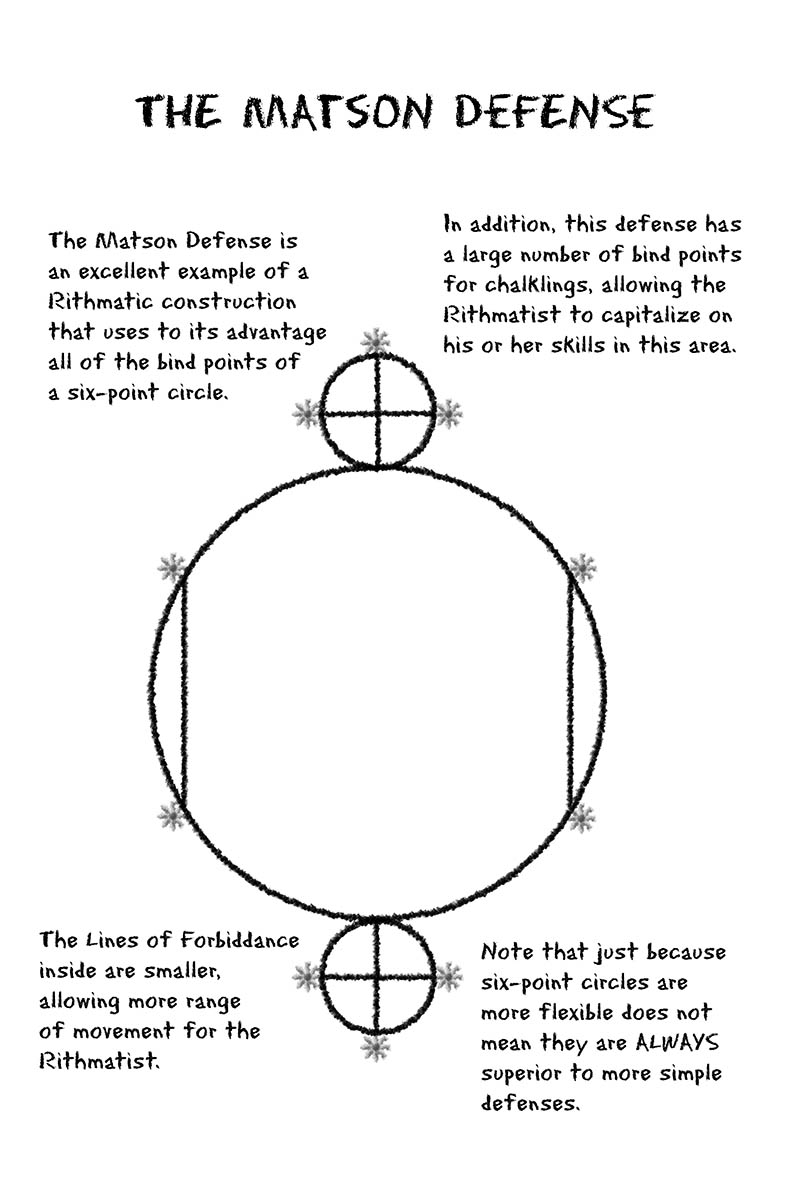 THE MATSON DEFENSE
The Matson Defense is
an excellent example of a
Rithmatic construction
that uses to its advantage
all of the bind points of
a six-point circle.
In addition, this defense has
a large number of bind points
for chalklings, allowing the
Rithmatist to capitalize on
his or her skills in this area.
The Lines of Forbiddance
inside are smaller,
allowing more range
of movement for the
Rithmatist.
Note that just because
six-point circles are
more flexible does not
mean they are ALWAYS
superior to more simple
defenses.